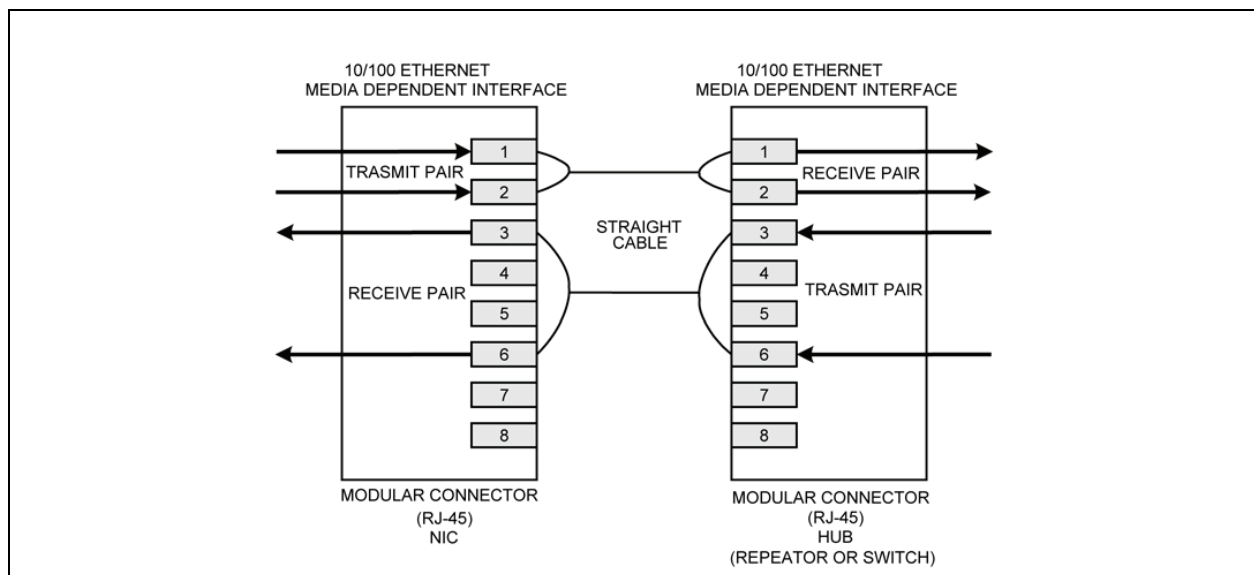 10/100 ETHERNET
MEDIA DEPENDENT INTERFACE
10/100 ETHERNET
MEDIA DEPENDENT INTERFACE
1
TRASMIT PAIR
2
3
4
RECEIVE PAIR
5
6
7
8
STRAIGHT
CABLE
1
RECEIVE PAIR
2
3
4
TRASMIT PAIR
5
6
7
8
MODULAR CONNECTOR
(RJ-45)
NIC
MODULAR CONNECTOR
(RJ-45)
HUB
(REPEATOR OR SWITCH)